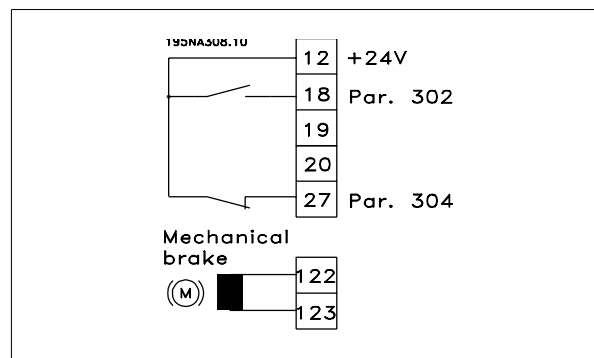 195NA308.10
12 +24V
18 Par. 302
19
20
27 Par. 304
Mechanical
brake
122
M
123